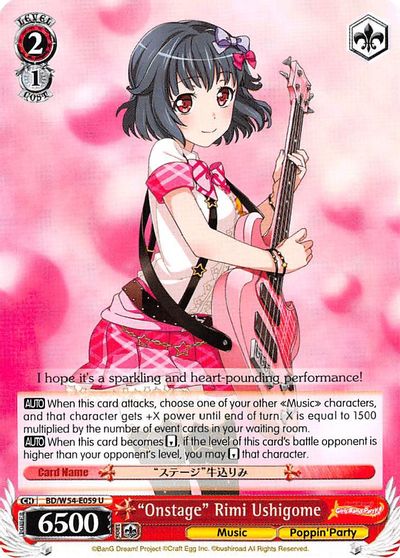 LEVEL
2
1
COST
I hope it's a sparkling and heart-pounding performance!
AUTO When this card attacks, choose one of your other «Music» characters,
and that character gets +X power until end of turn. X is equal to 1500
multiplied by the number of event cards in your waiting room.
AUTO When this card becomes [ ], if the level of this card's battle opponent is
higher than your opponent's level, you may [ ] this card.
Card Name
"ステージ"牛込りみ
CH
BD/W54-E059 U
"Onstage" Rimi Ushigome
POWER
6500
Music
Poppin'Party
©BanG Dream! Project ©Craft Egg Inc. ©bushiroad All Rights Reserved.